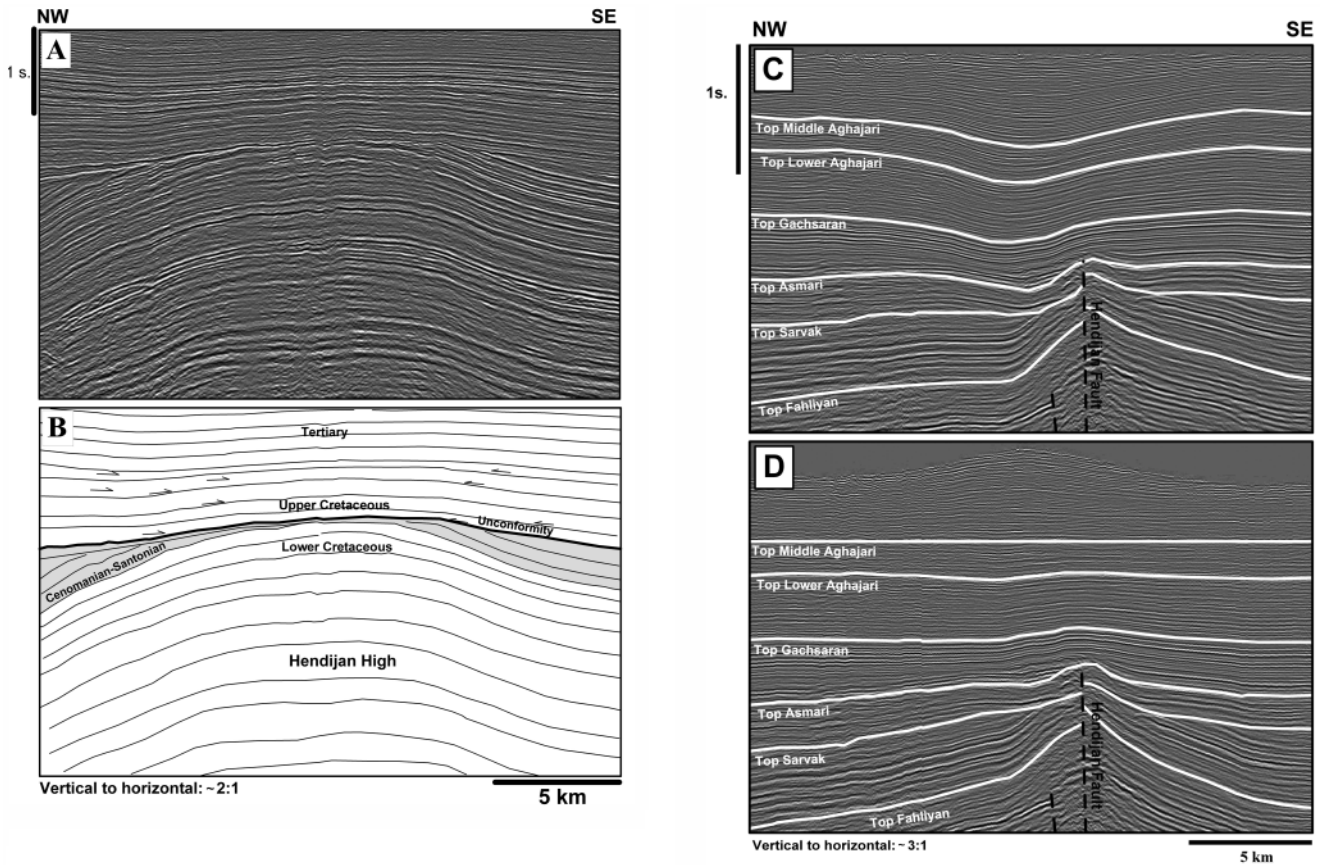 NW SE
A
1 s.
B
Tertiary
Upper Cretaceous
Unconformity
Lower Cretaceous
Cenomanian-Santonian
Hendijan High
Vertical to horizontal: ~2:1
5 km
NW SE
C
1s.
Top Middle Aghajari
Top Lower Aghajari
Top Gachsaran
Top Asmari
Top Sarvak
Top Fahliyan
Hendijan Fault
D
Top Middle Aghajari
Top Lower Aghajari
Top Gachsaran
Top Asmari
Top Sarvak
Top Fahliyan
Hendijan Fault
Vertical to horizontal: ~3:1
5 km